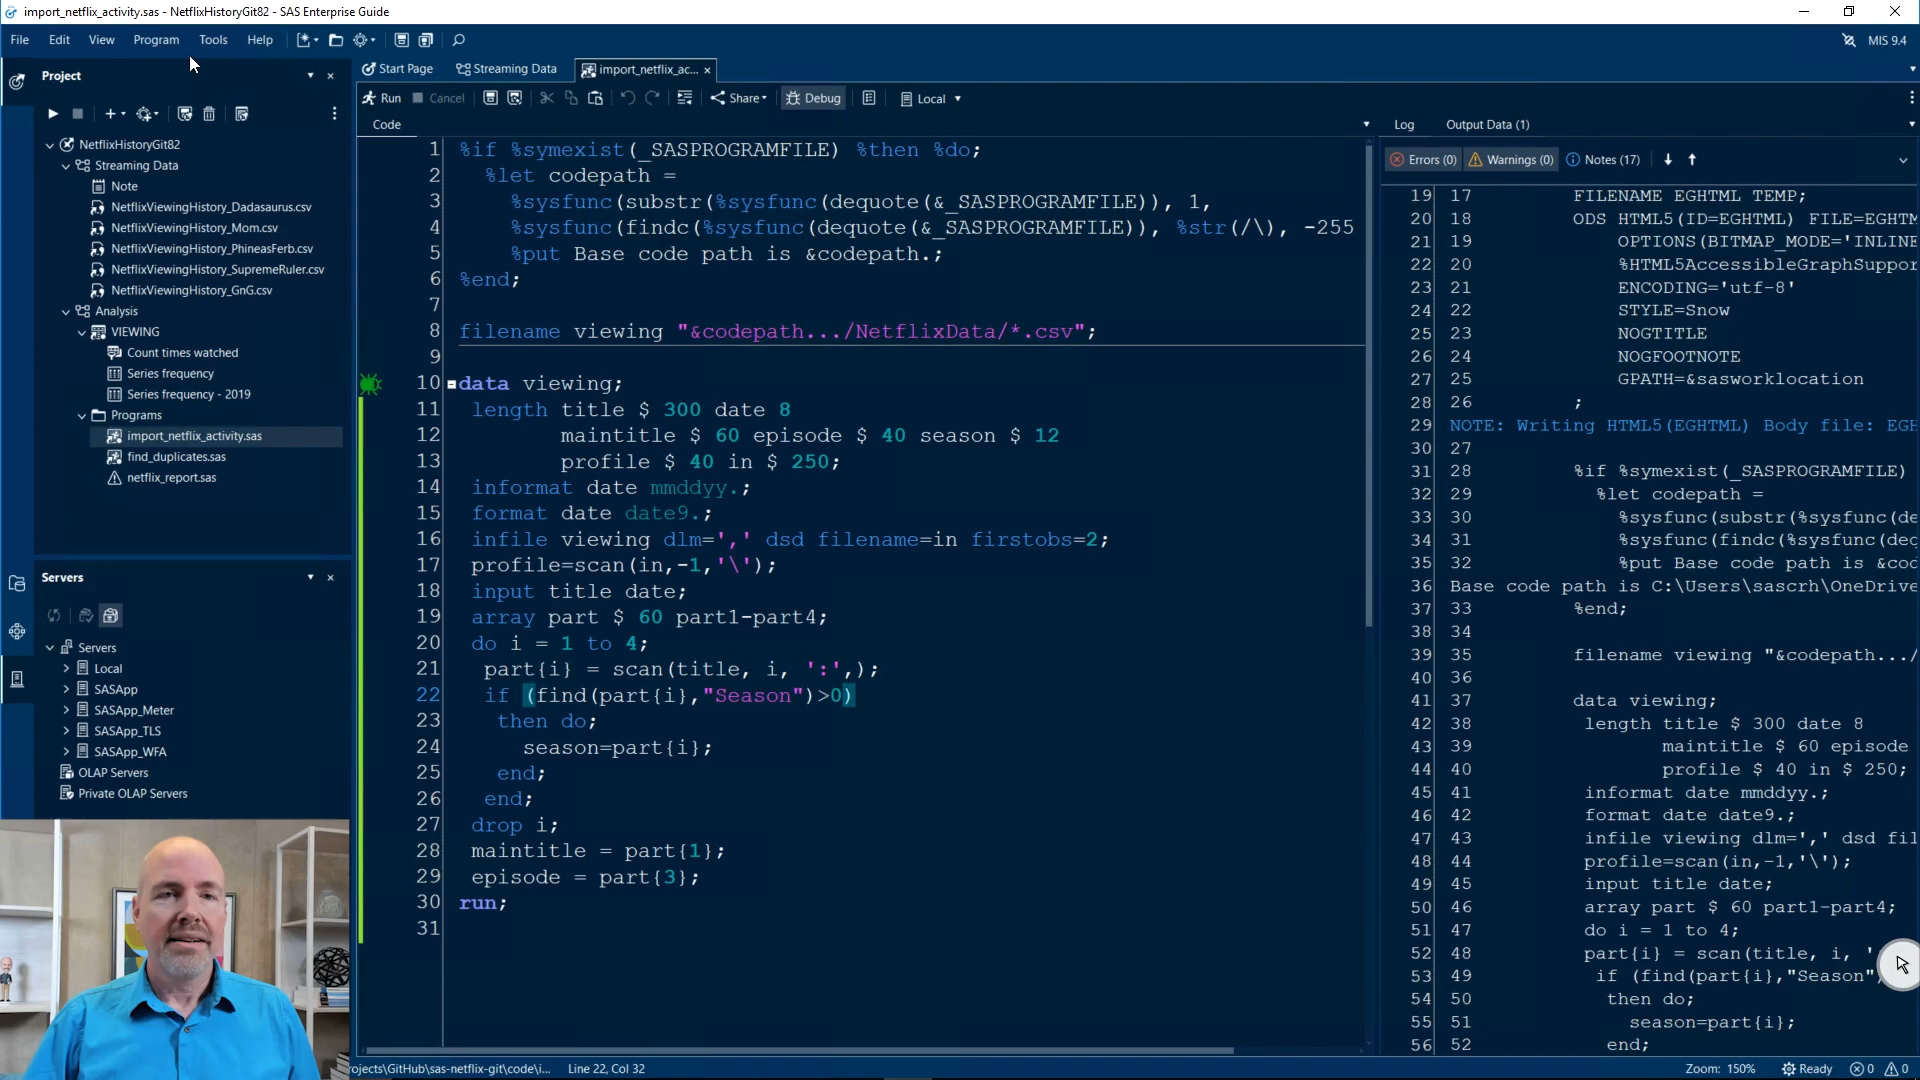 import_netflix_activity.sas - NetflixHistoryGit82 - SAS Enterprise Guide
File Edit View Program Tools Help
MIS 9.4
Project
NetflixHistoryGit82
Streaming Data
Note
NetflixViewingHistory_Dadasaurus.csv
NetflixViewingHistory_Mom.csv
NetflixViewingHistory_PhineasFerb.csv
NetflixViewingHistory_SupremeRuler.csv
NetflixViewingHistory_GnG.csv
Analysis
VIEWING
Count times watched
Series frequency
Series frequency - 2019
Programs
import_netflix_activity.sas
find_duplicates.sas
netflix_report.sas
Servers
Servers
Local
SASApp
SASApp_Meter
SASApp_TLS
SASApp_WFA
OLAP Servers
Private OLAP Servers
Start Page Streaming Data import_netflix_ac...
Run Cancel Share Debug Local
Code
1 %if %symexist(_SASPROGRAMFILE) %then %do;
2 %let codepath =
3 %sysfunc(substr(%sysfunc(dequote(&_SASPROGRAMFILE)), 1,
4 %sysfunc(findc(%sysfunc(dequote(&_SASPROGRAMFILE)), %str(/\), -255
5 %put Base code path is &codepath.;
6 %end;
7
8 filename viewing "&codepath.../NetflixData/*.csv";
9
10 data viewing;
11 length title $ 300 date 8
12 maintitle $ 60 episode $ 40 season $ 12
13 profile $ 40 in $ 250;
14 informat date mmddyy.;
15 format date date9.;
16 infile viewing dlm=',' dsd filename=in firstobs=2;
17 profile=scan(in,-1,'\');
18 input title date;
19 array part $ 60 part1-part4;
20 do i = 1 to 4;
21 part{i} = scan(title, i, ':',);
22 if (find(part{i},"Season")>0)
23 then do;
24 season=part{i};
25 end;
26 end;
27 drop i;
28 maintitle = part{1};
29 episode = part{3};
30 run;
31
Log Output Data (1)
Errors (0) Warnings (0) Notes (17)
19 17 FILENAME EGHTML TEMP;
20 18 ODS HTML5(ID=EGHTML) FILE=EGHTM
21 19 OPTIONS(BITMAP_MODE='INLINE
22 20 %HTML5AccessibleGraphSuppor
23 21 ENCODING='utf-8'
24 22 STYLE=Snow
25 23 NOGTITLE
26 24 NOGFOOTNOTE
27 25 GPATH=&sasworklocation
28 26 ;
29 NOTE: Writing HTML5(EGHTML) Body file: EGH
30 27
31 28 %if %symexist(_SASPROGRAMFILE)
32 29 %let codepath =
33 30 %sysfunc(substr(%sysfunc(de
34 31 %sysfunc(findc(%sysfunc(deq
35 32 %put Base code path is &cod
36 Base code path is C:\Users\sascrh\OneDrive
37 33 %end;
38 34
39 35 filename viewing "&codepath.../
40 36
41 37 data viewing;
42 38 length title $ 300 date 8
43 39 maintitle $ 60 episode
44 40 profile $ 40 in $ 250;
45 41 informat date mmddyy.;
46 42 format date date9.;
47 43 infile viewing dlm=',' dsd fil
48 44 profile=scan(in,-1,'\');
49 45 input title date;
50 46 array part $ 60 part1-part4;
51 47 do i = 1 to 4;
52 48 part{i} = scan(title, i, '
53 49 if (find(part{i},"Season"
54 50 then do;
55 51 season=part{i};
56 52 end;
rojects\GitHub\sas-netflix-git\code\i... Line 22, Col 32
Zoom: 150% Ready 0 0